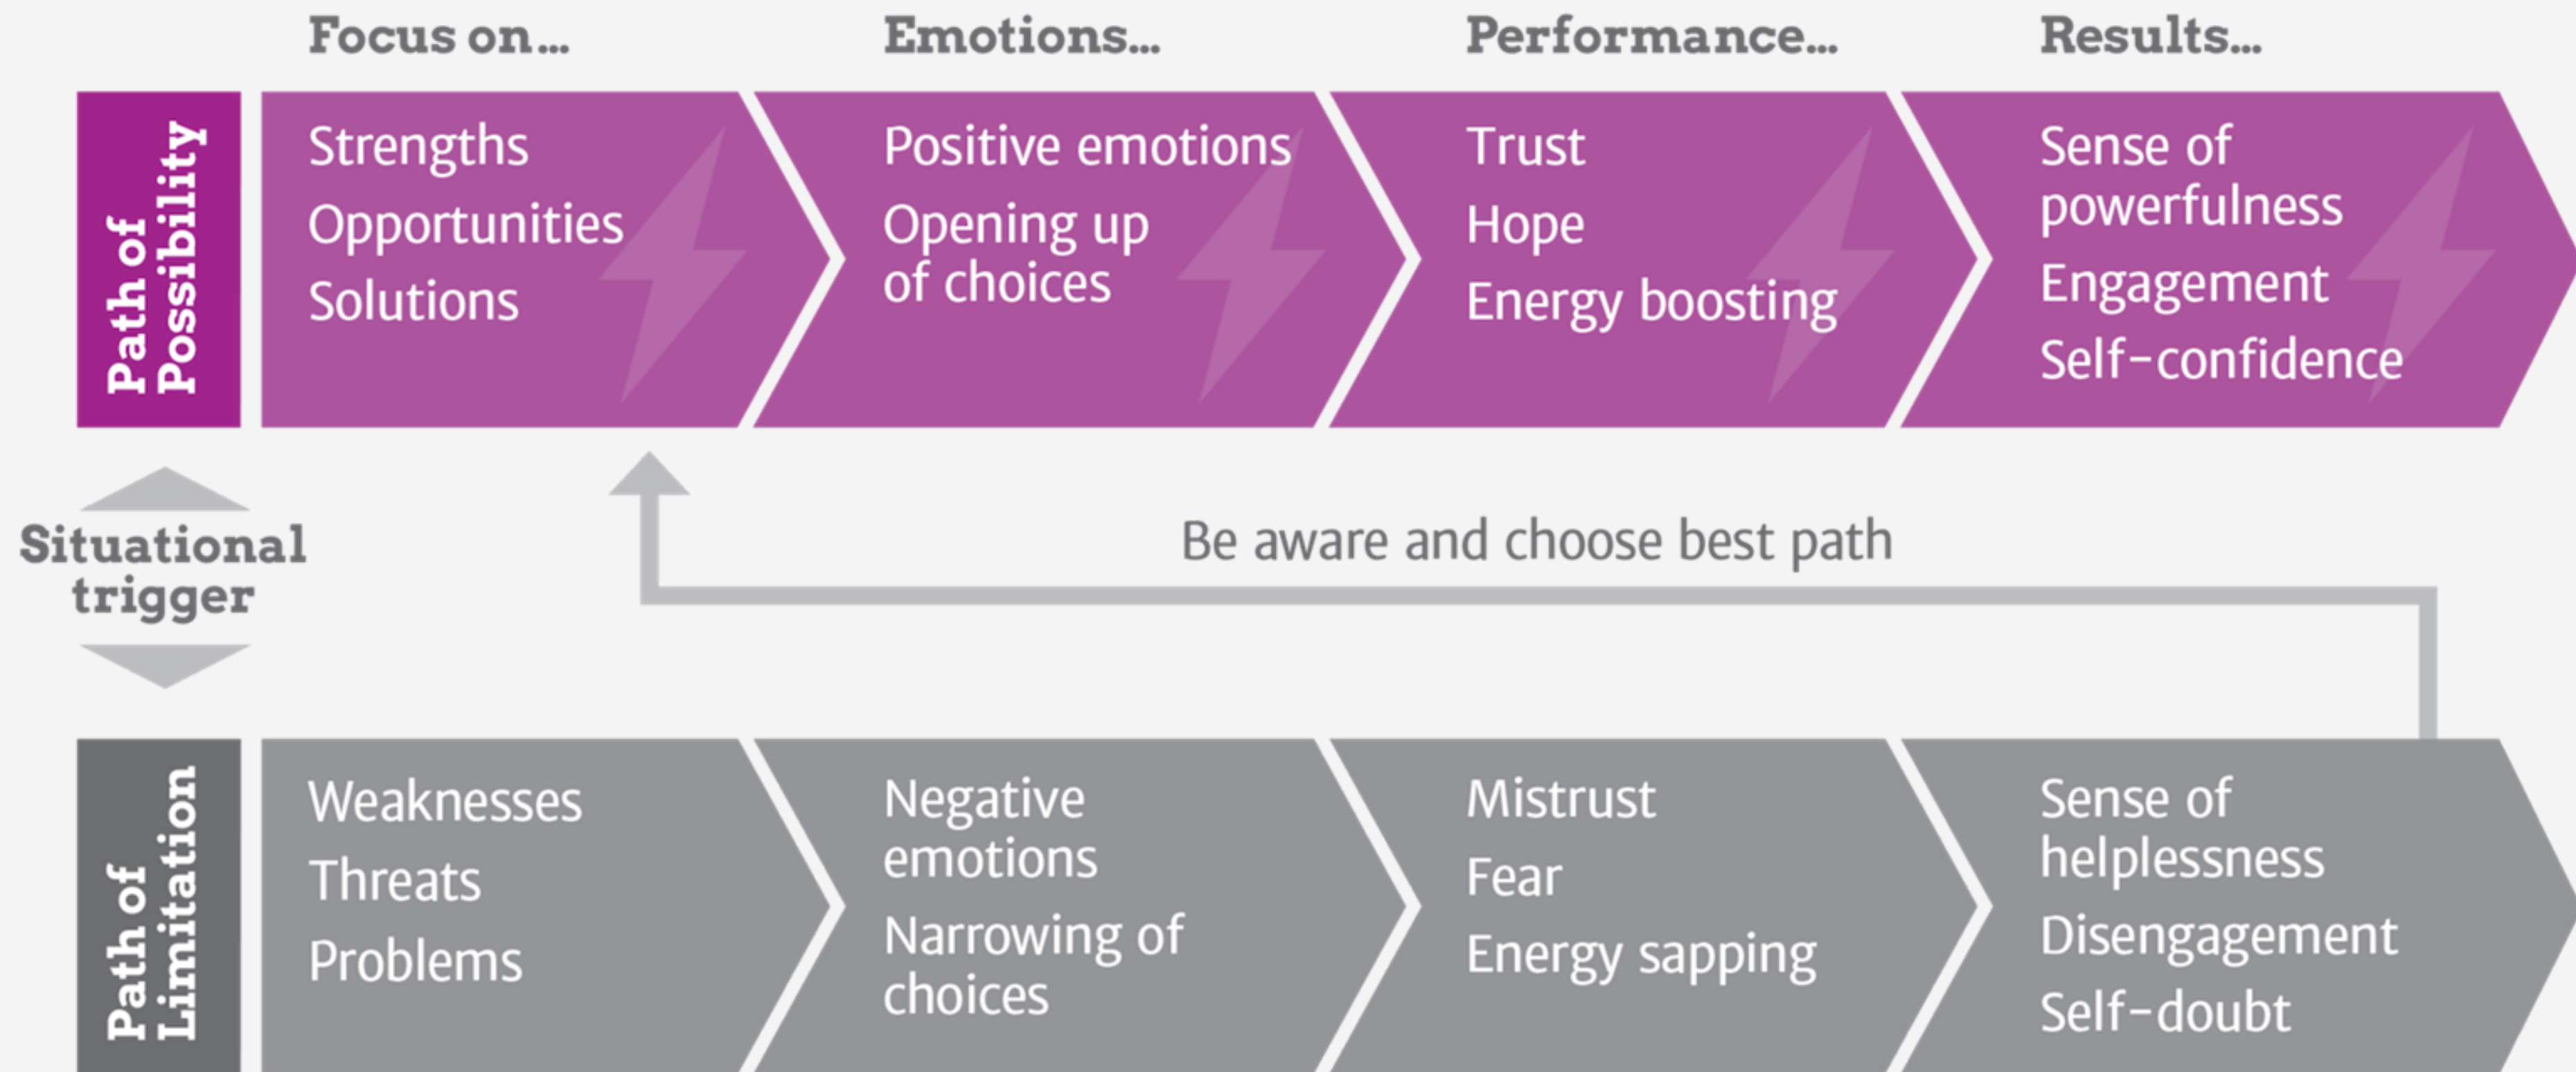 Focus on...
Emotions...
Performance...
Results...
Path of
Possibility
Strengths
Opportunities
Solutions
Positive emotions
Opening up
of choices
Trust
Hope
Energy boosting
Sense of
powerfulness
Engagement
Self-confidence
Situational
trigger
Be aware and choose best path
Path of
Limitation
Weaknesses
Threats
Problems
Negative
emotions
Narrowing of
choices
Mistrust
Fear
Energy sapping
Sense of
helplessness
Disengagement
Self-doubt